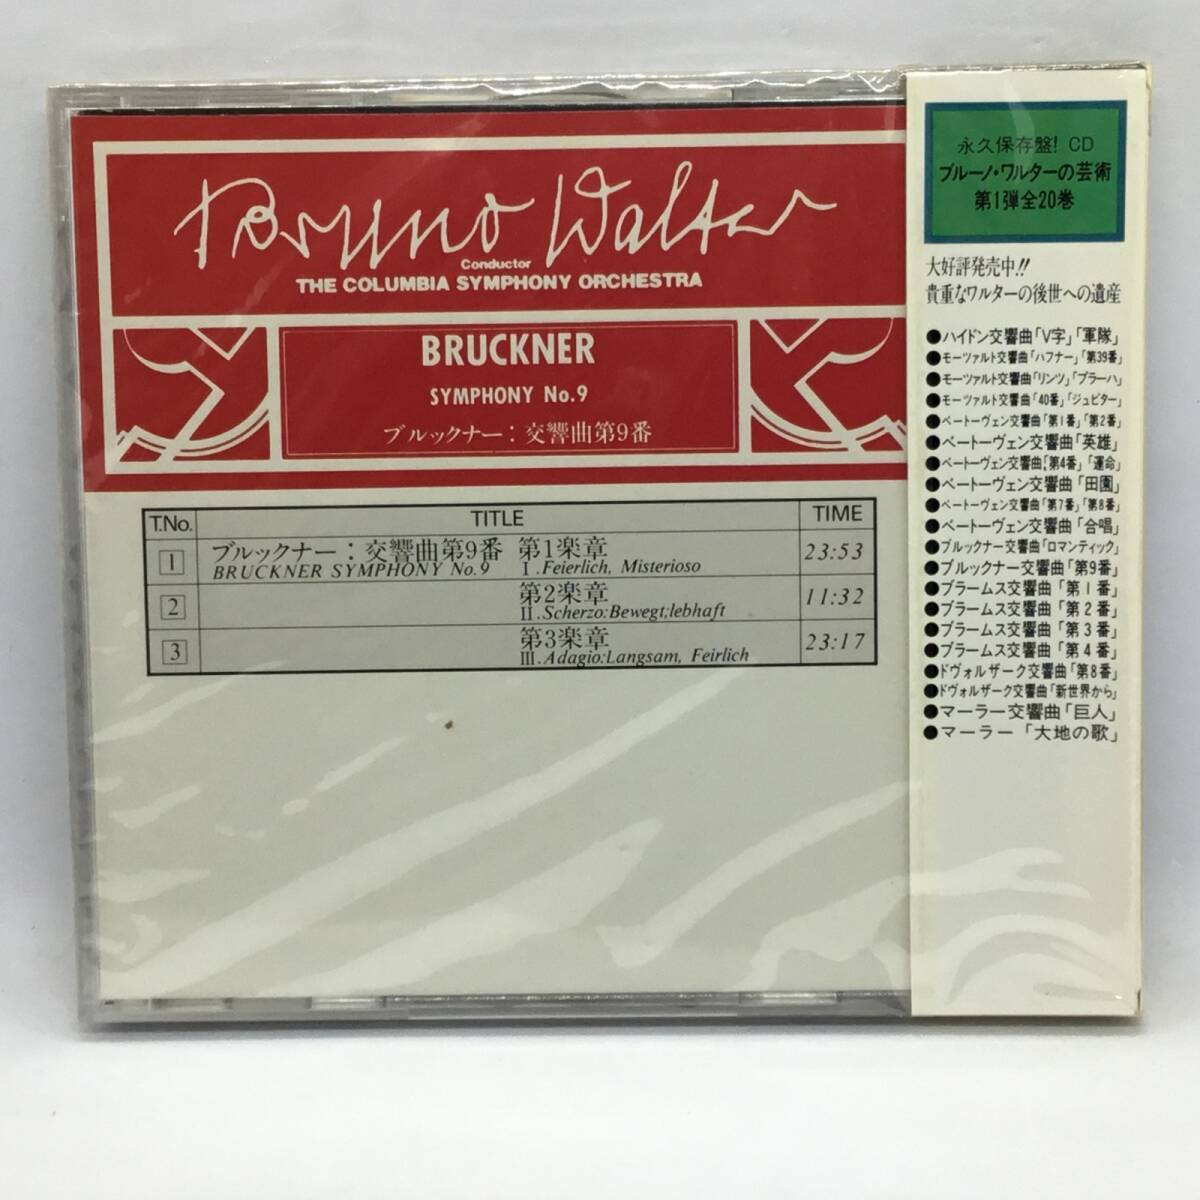 Bruno Walter
Conductor
THE COLUMBIA SYMPHONY ORCHESTRA
BRUCKNER
SYMPHONY No.9
ブルックナー：交響曲第9番
T.No. TITLE TIME
1 ブルックナー：交響曲第9番 第1楽章 23:53
BRUCKNER SYMPHONY No.9 I.Feierlich, Misterioso
2 第2楽章 11:32
II.Scherzo:Bewegt;lebhaft
3 第3楽章 23:17
III.Adagio:Langsam, Feirlich
永久保存盤! CD
ブルーノ・ワルターの芸術
第1弾全20巻
大好評発売中!!
貴重なワルターの後世への遺産
●ハイドン交響曲「V字」「軍隊」
●モーツァルト交響曲「ハフナー」「第39番」
●モーツァルト交響曲「リンツ」「プラーハ」
●モーツァルト交響曲「40番」「ジュピター」
●ベートーヴェン交響曲「第1番」「第2番」
●ベートーヴェン交響曲「英雄」
●ベートーヴェン交響曲「第4番」「運命」
●ベートーヴェン交響曲「田園」
●ベートーヴェン交響曲「第7番」「第8番」
●ベートーヴェン交響曲「合唱」
●ブルックナー交響曲「ロマンティック」
●ブルックナー交響曲「第9番」
●ブラームス交響曲「第1番」
●ブラームス交響曲「第2番」
●ブラームス交響曲「第3番」
●ブラームス交響曲「第4番」
●ドヴォルザーク交響曲「第8番」
●ドヴォルザーク交響曲「新世界から」
●マーラー交響曲「巨人」
●マーラー「大地の歌」